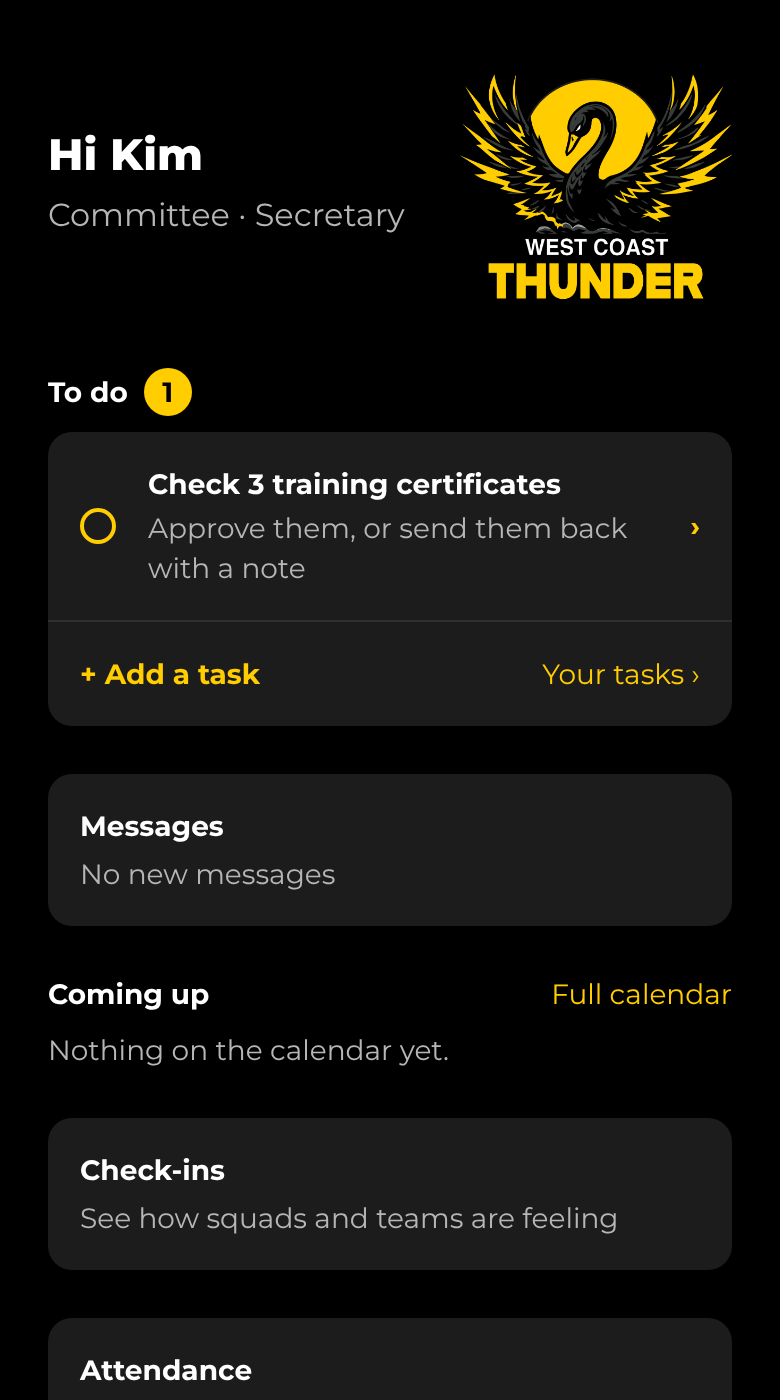 Hi Kim
Committee · Secretary
WEST COAST
THUNDER
To do 1
Check 3 training certificates
Approve them, or send them back
with a note
›
+ Add a task
Your tasks ›
Messages
No new messages
Coming up
Full calendar
Nothing on the calendar yet.
Check-ins
See how squads and teams are feeling
Attendance